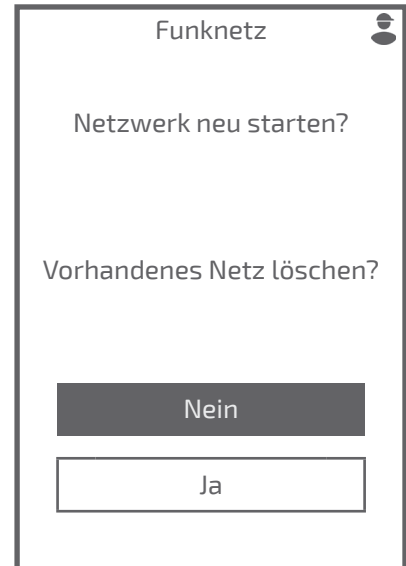 Funknetz
Netzwerk neu starten?
Vorhandenes Netz löschen?
Nein
Ja